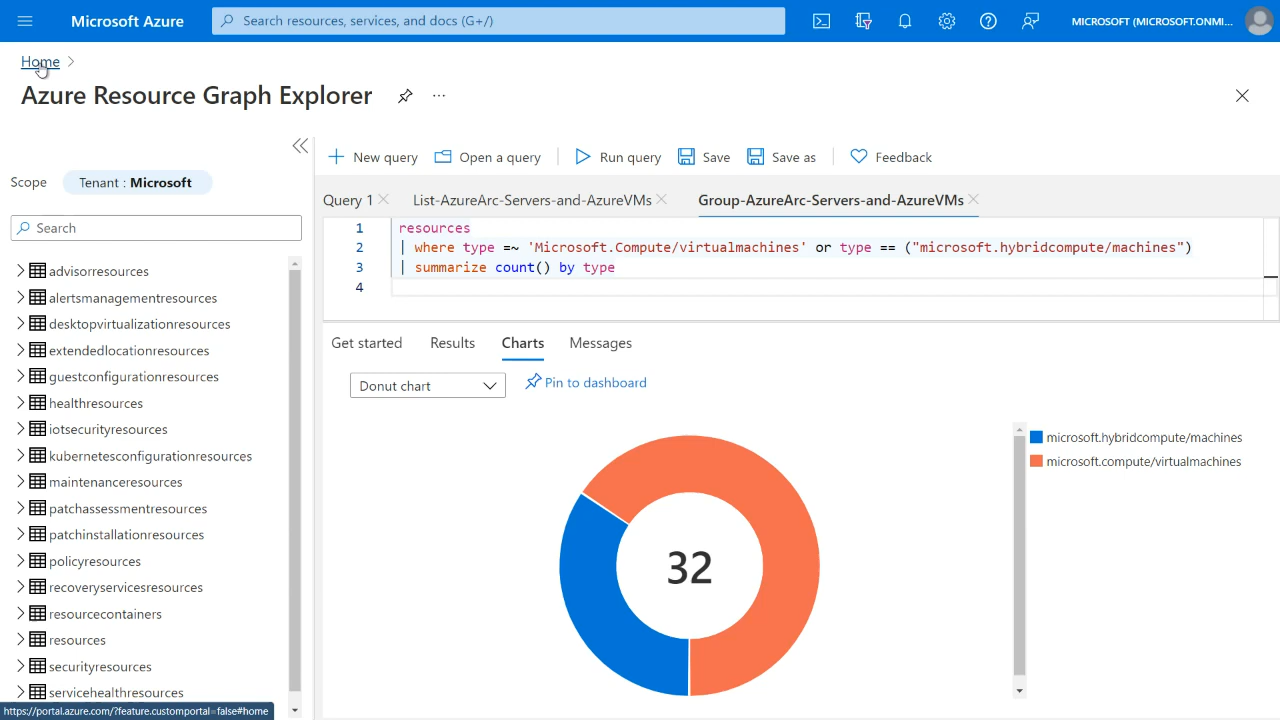 Microsoft Azure
Search resources, services, and docs (G+/)
MICROSOFT (MICROSOFT.ONMI...
Home
Azure Resource Graph Explorer
New query
Open a query
Run query
Save
Save as
Feedback
Scope
Tenant : Microsoft
Search
advisorresources
alertsmanagementresources
desktopvirtualizationresources
extendedlocationresources
guestconfigurationresources
healthresources
iotsecurityresources
kubernetesconfigurationresources
maintenanceresources
patchassessmentresources
patchinstallationresources
policyresources
recoveryservicesresources
resourcecontainers
resources
securityresources
servicehealthresources
https://portal.azure.com/?feature.customportal=false#home
Query 1
List-AzureArc-Servers-and-AzureVMs
Group-AzureArc-Servers-and-AzureVMs
1 resources
2 | where type =~ 'Microsoft.Compute/virtualmachines' or type == ("microsoft.hybridcompute/machines")
3 | summarize count() by type
4
Get started
Results
Charts
Messages
Donut chart
Pin to dashboard
32
microsoft.hybridcompute/machines
microsoft.compute/virtualmachines